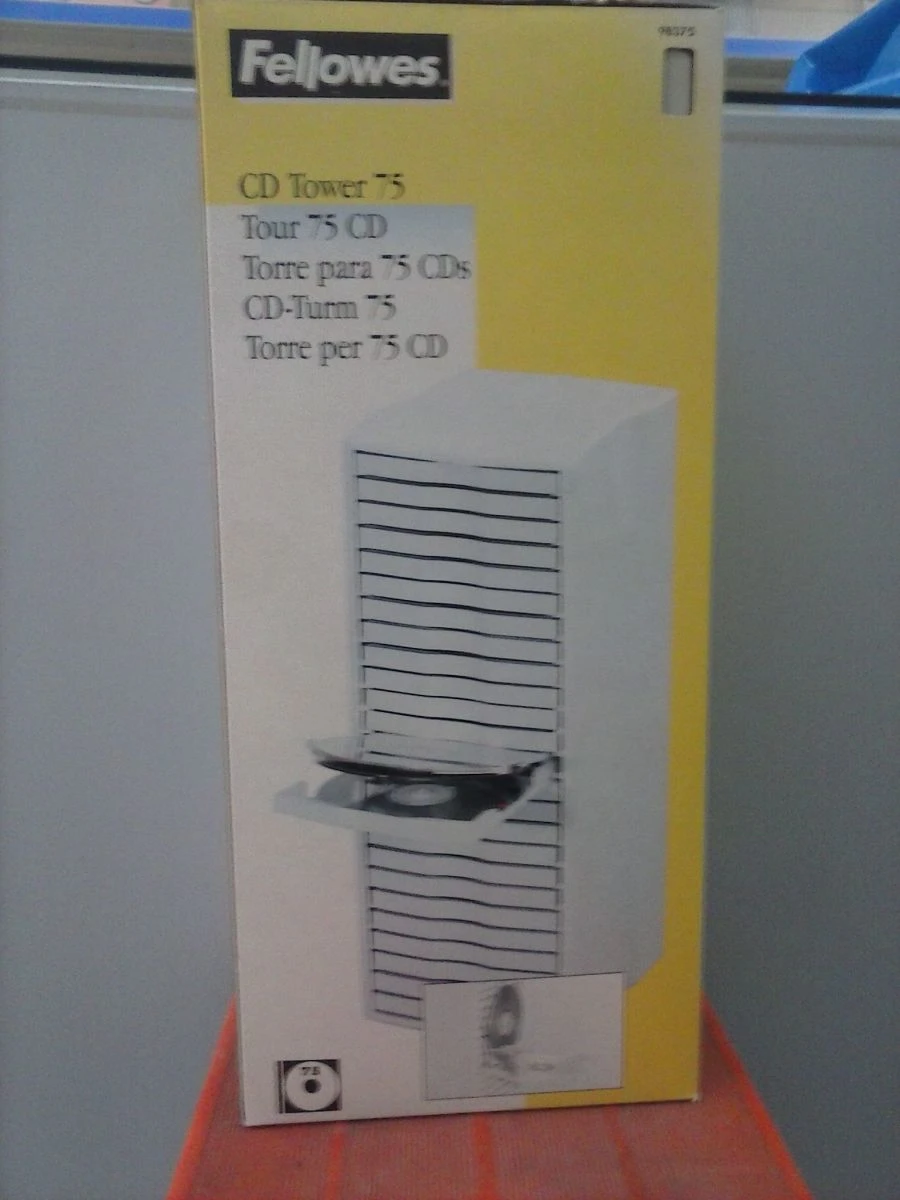 Fellowes
98375
CD Tower 75
Tour 75 CD
Torre para 75 CDs
CD-Turm 75
Torre per 75 CD
75